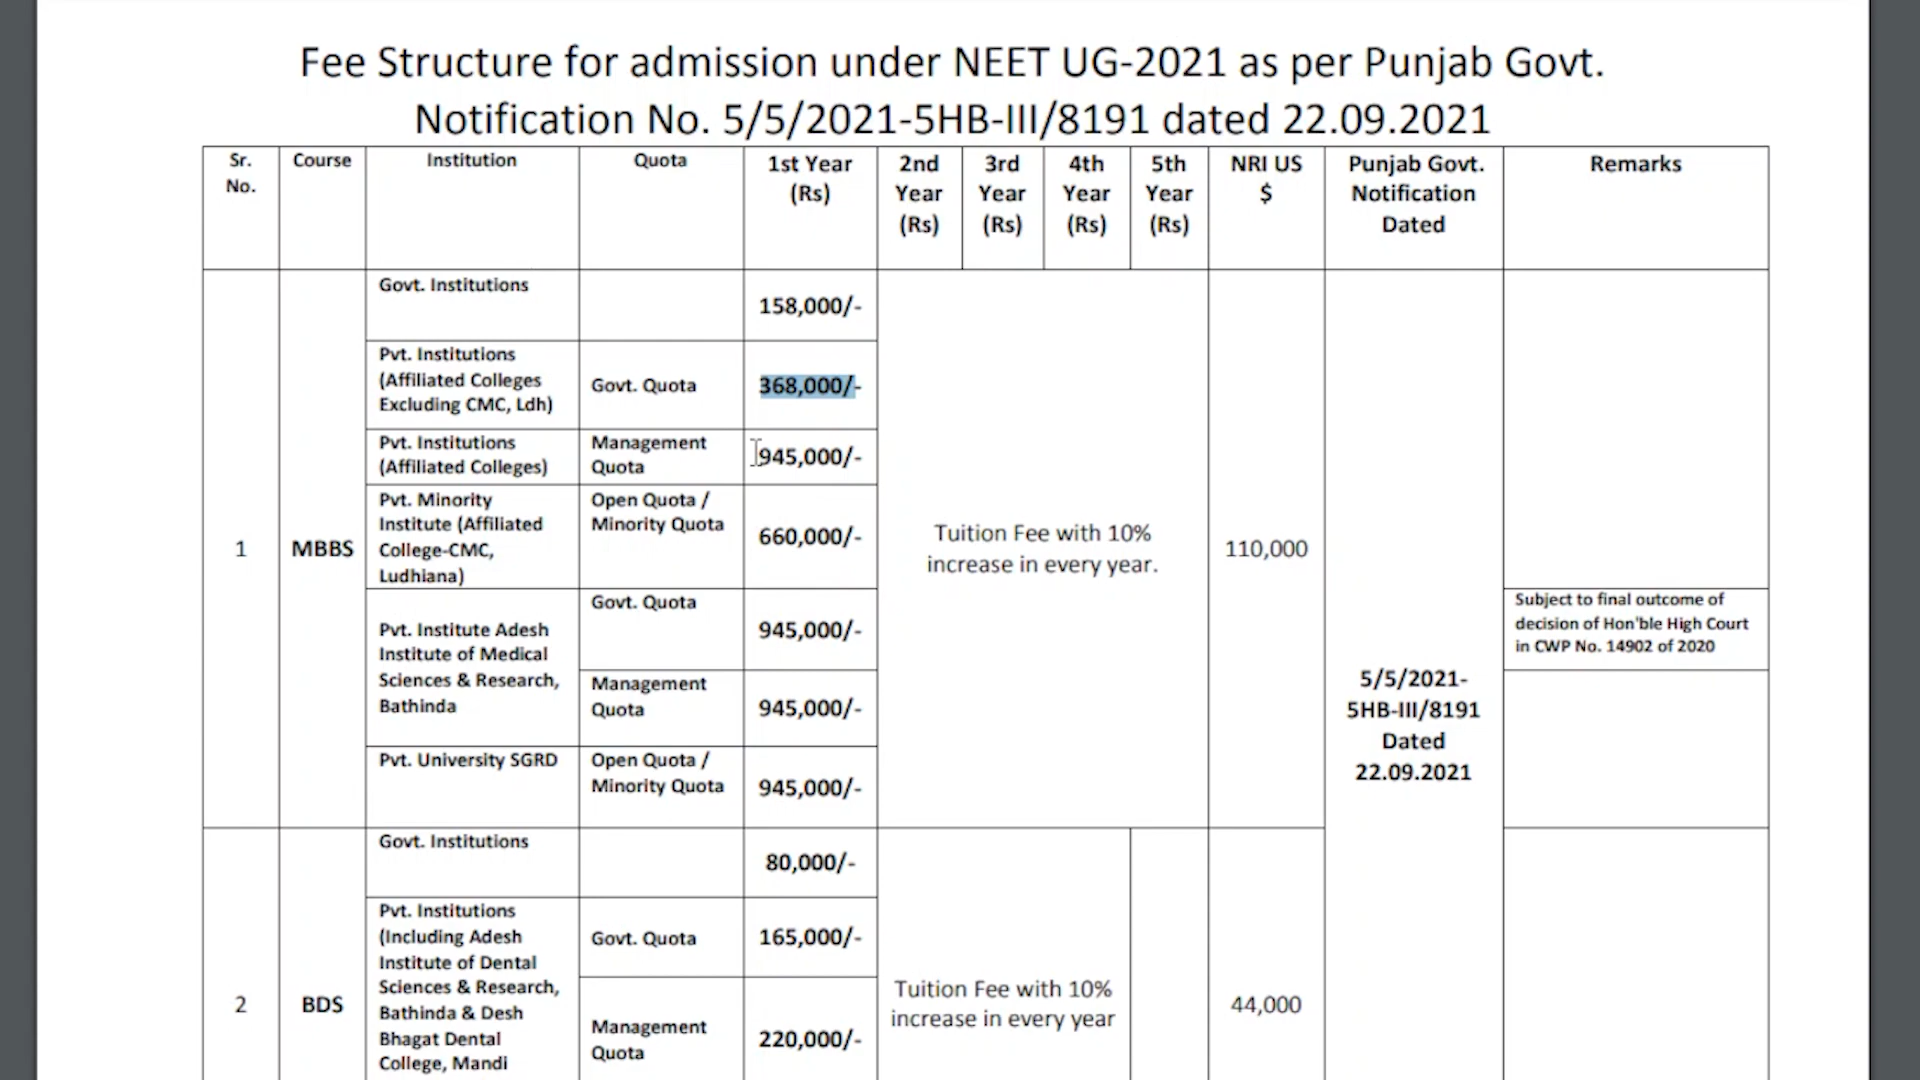 Fee Structure for admission under NEET UG-2021 as per Punjab Govt.
Notification No. 5/5/2021-5HB-III/8191 dated 22.09.2021
Sr.
No.
Course
Institution
Quota
1st Year
(Rs)
2nd
Year
(Rs)
3rd
Year
(Rs)
4th
Year
(Rs)
5th
Year
(Rs)
NRI US
$
Punjab Govt.
Notification
Dated
Remarks
1
MBBS
Govt. Institutions
158,000/-
Pvt. Institutions
(Affiliated Colleges
Excluding CMC, Ldh)
Govt. Quota
368,000/-
Pvt. Institutions
(Affiliated Colleges)
Management
Quota
945,000/-
Pvt. Minority
Institute (Affiliated
College-CMC,
Ludhiana)
Open Quota /
Minority Quota
660,000/-
Pvt. Institute Adesh
Institute of Medical
Sciences & Research,
Bathinda
Govt. Quota
945,000/-
Management
Quota
945,000/-
Pvt. University SGRD
Open Quota /
Minority Quota
945,000/-
Tuition Fee with 10%
increase in every year.
110,000
5/5/2021-
5HB-III/8191
Dated
22.09.2021
Subject to final outcome of
decision of Hon'ble High Court
in CWP No. 14902 of 2020
2
BDS
Govt. Institutions
80,000/-
Pvt. Institutions
(Including Adesh
Institute of Dental
Sciences & Research,
Bathinda & Desh
Bhagat Dental
College, Mandi
Govt. Quota
165,000/-
Management
Quota
220,000/-
Tuition Fee with 10%
increase in every year
44,000